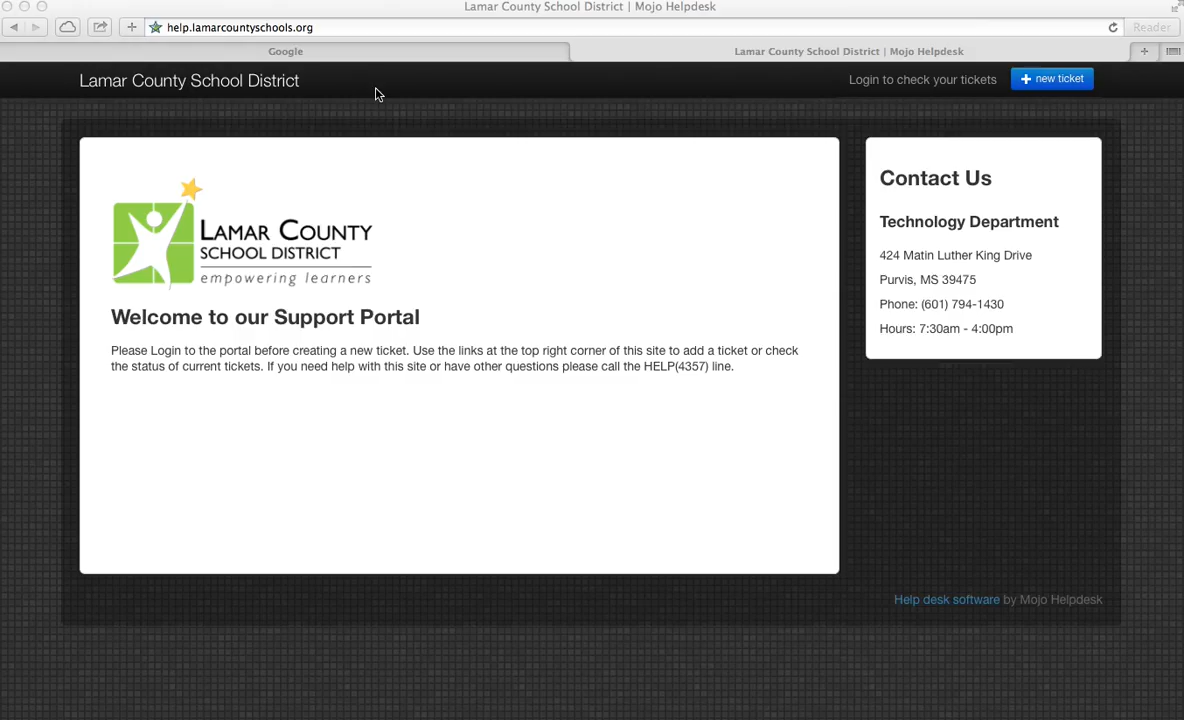 Lamar County School District | Mojo Helpdesk
help.lamarcountyschools.org
Reader
Google
Lamar County School District | Mojo Helpdesk
Lamar County School District
Login to check your tickets
+ new ticket
LAMAR COUNTY
SCHOOL DISTRICT
empowering learners
Welcome to our Support Portal
Please Login to the portal before creating a new ticket. Use the links at the top right corner of this site to add a ticket or check
the status of current tickets. If you need help with this site or have other questions please call the HELP(4357) line.
Contact Us
Technology Department
424 Matin Luther King Drive
Purvis, MS 39475
Phone: (601) 794-1430
Hours: 7:30am - 4:00pm
Help desk software by Mojo Helpdesk